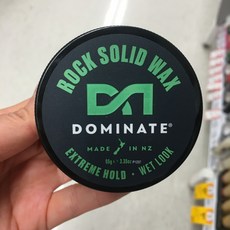 ROCK SOLID WAX
DOMINATE®
MADE IN NZ
EXTREME HOLD · WET LOOK